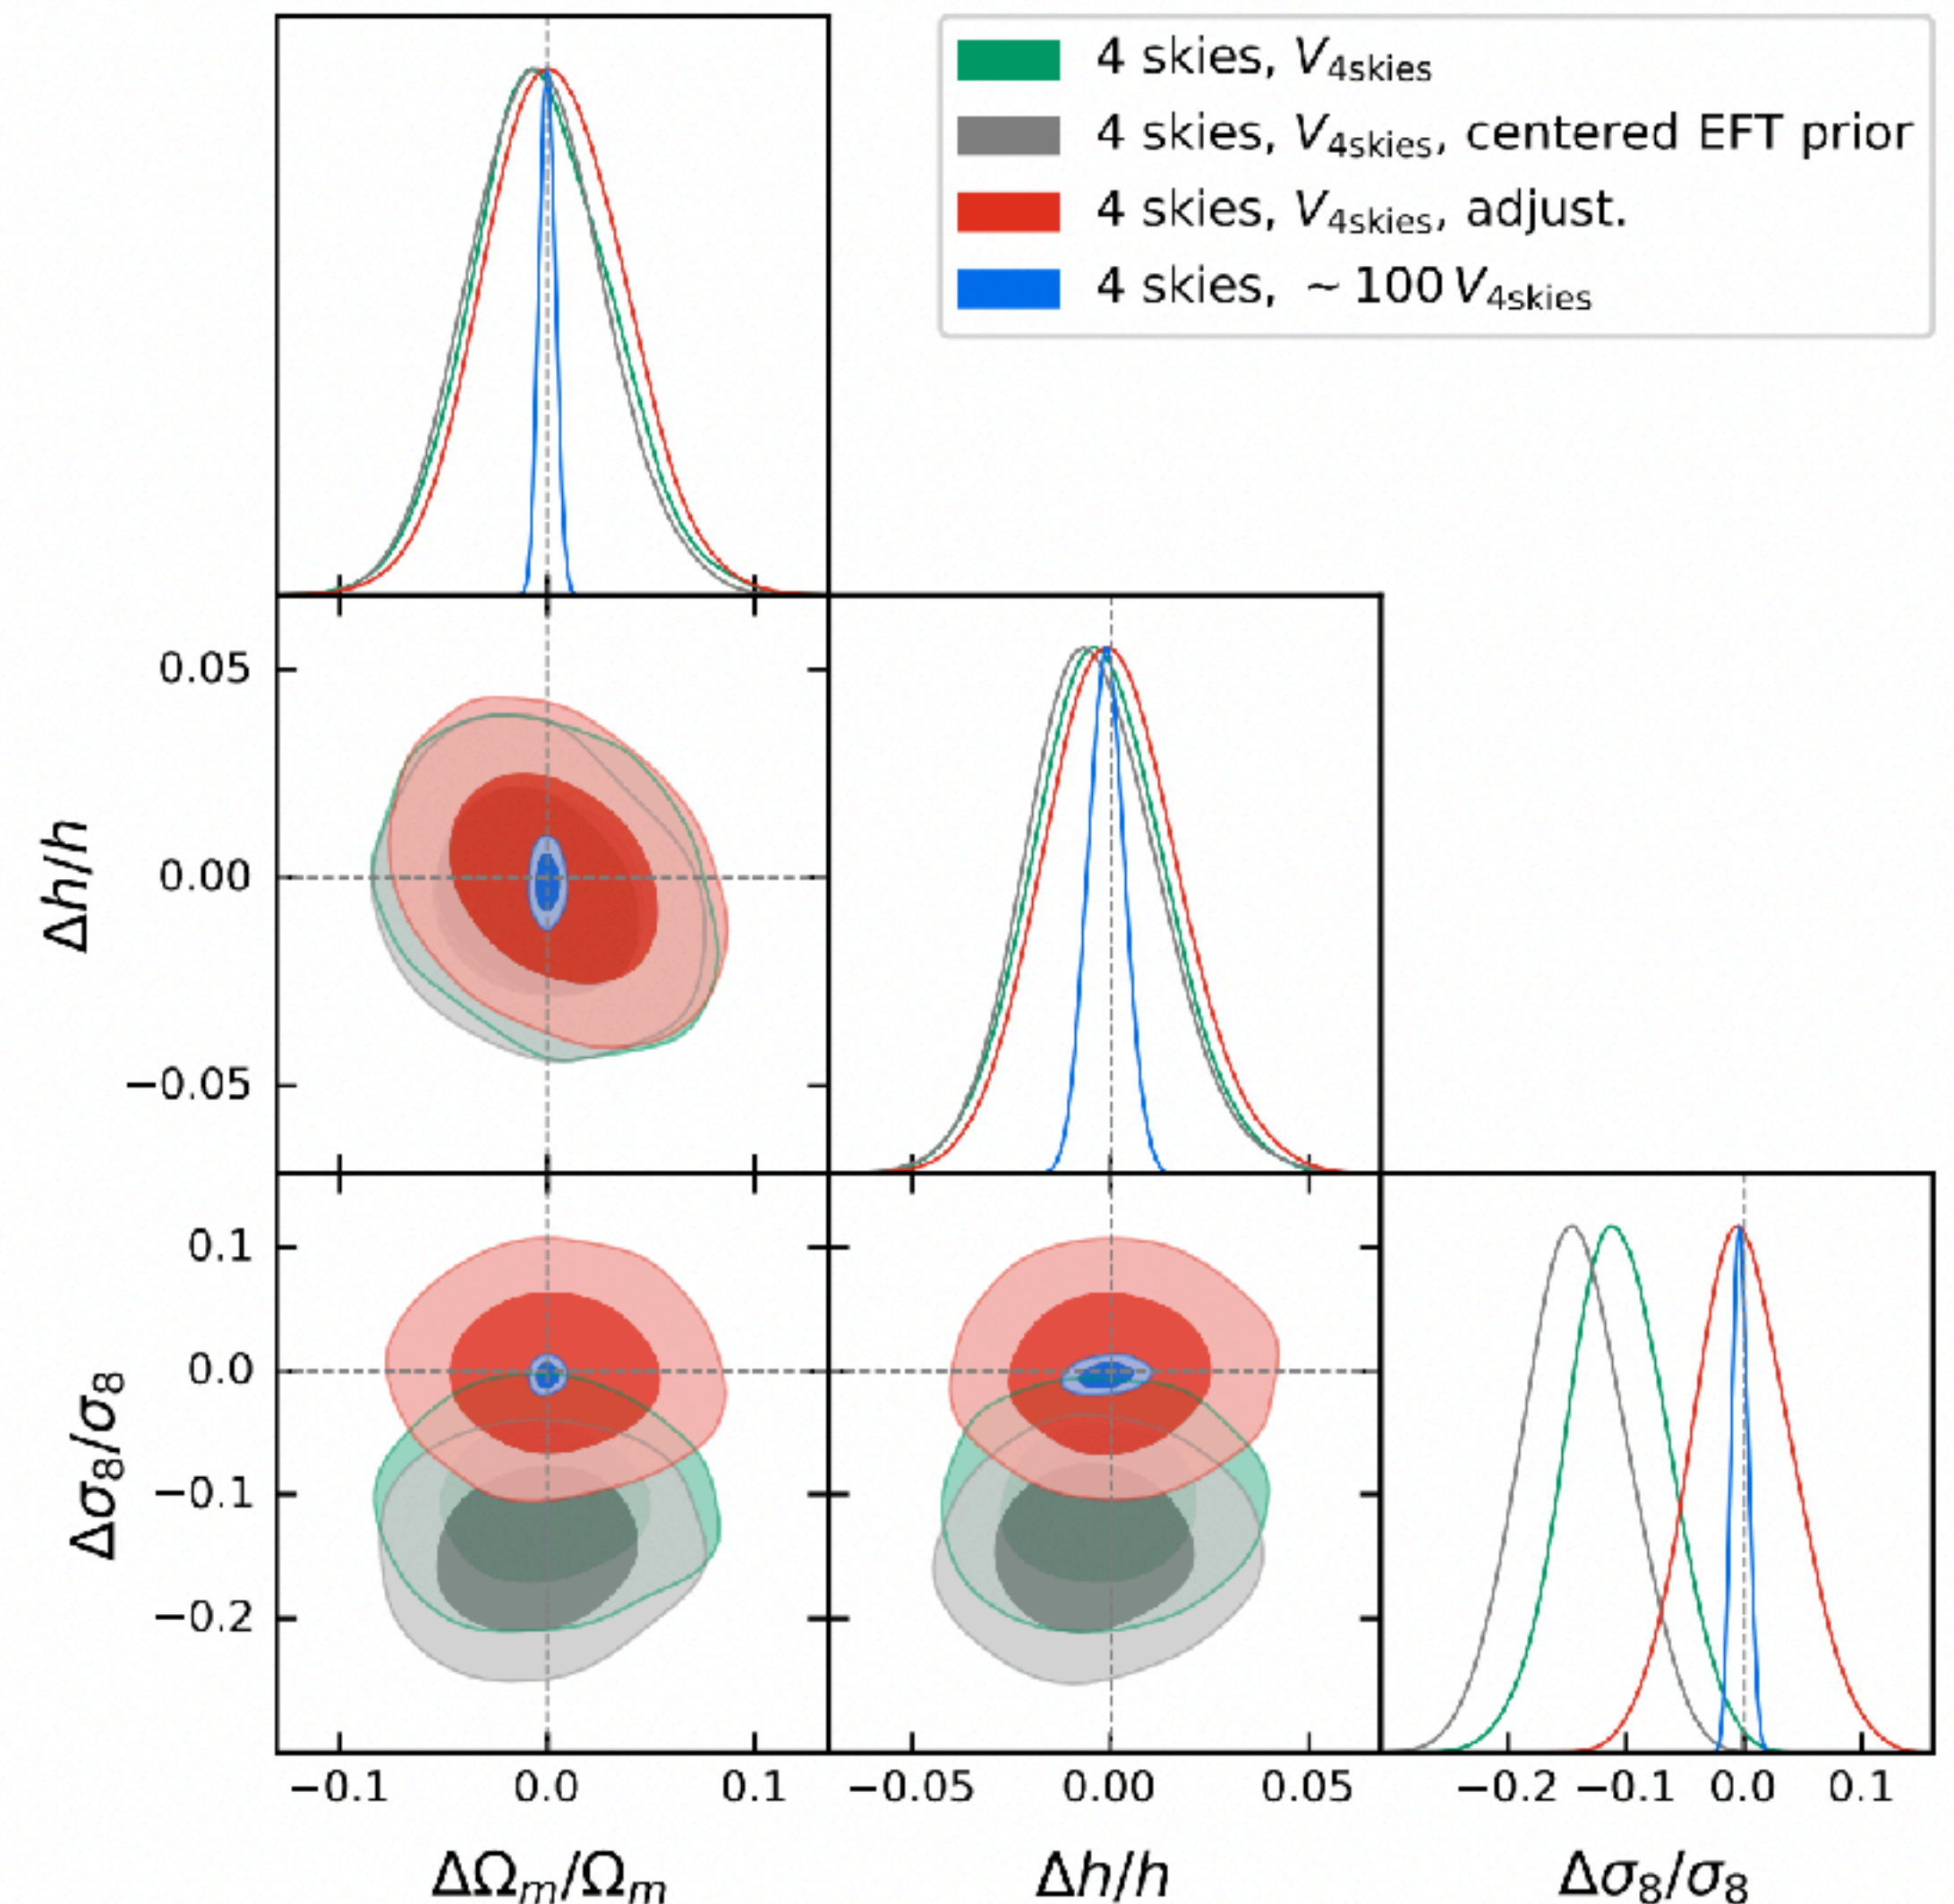 4 skies, V₄skies
4 skies, V₄skies, centered EFT prior
4 skies, V₄skies, adjust.
4 skies, ~ 100 V₄skies
0.05
0.00
−0.05
Δh/h
0.1
0.0
−0.1
−0.2
Δσ₈/σ₈
−0.1 0.0 0.1 −0.05 0.00 0.05 −0.2 −0.1 0.0 0.1
ΔΩₘ/Ωₘ Δh/h Δσ₈/σ₈